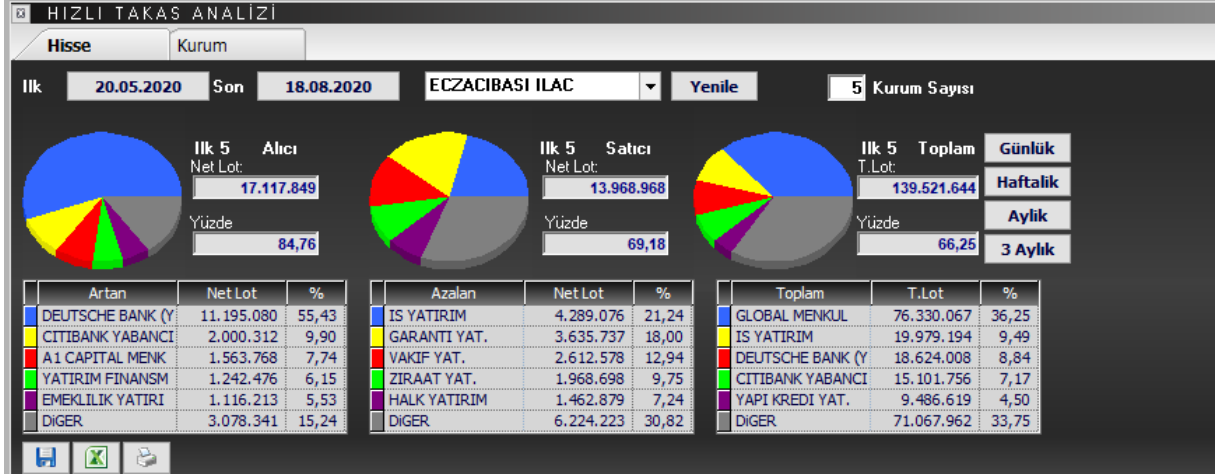 HIZLI TAKAS ANALİZİ
Hisse Kurum
Ilk 20.05.2020 Son 18.08.2020 ECZACIBASI ILAC Yenile 5 Kurum Sayısı
Ilk 5 Alıcı Ilk 5 Satıcı Ilk 5 Toplam Günlük
Net Lot: Net Lot: T.Lot:
17.117.849 13.968.968 139.521.644 Haftalik
Yüzde Yüzde Yüzde Aylik
84,76 69,18 66,25 3 Aylık
Artan Net Lot % Azalan Net Lot % Toplam T.Lot %
DEUTSCHE BANK (Y 11.195.080 55,43 IS YATIRIM 4.289.076 21,24 GLOBAL MENKUL 76.330.067 36,25
CITIBANK YABANCI 2.000.312 9,90 GARANTI YAT. 3.635.737 18,00 IS YATIRIM 19.979.194 9,49
A1 CAPITAL MENK 1.563.768 7,74 VAKIF YAT. 2.612.578 12,94 DEUTSCHE BANK (Y 18.624.008 8,84
YATIRIM FINANSM 1.242.476 6,15 ZIRAAT YAT. 1.968.698 9,75 CITIBANK YABANCI 15.101.756 7,17
EMEKLILIK YATIRI 1.116.213 5,53 HALK YATIRIM 1.462.879 7,24 YAPI KREDI YAT. 9.486.619 4,50
DiGER 3.078.341 15,24 DiGER 6.224.223 30,82 DiGER 71.067.962 33,75